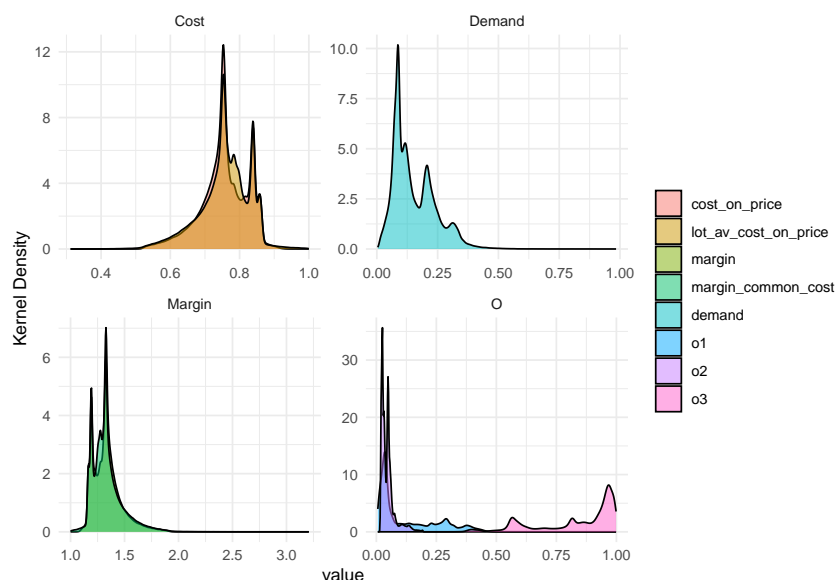 Cost
Demand
12
8
4
0
0.4
0.6
0.8
1.0
10.0
7.5
5.0
2.5
0.0
0.00
0.25
0.50
0.75
1.00
Kernel Density
Margin
O
6
4
2
0
1.0
1.5
2.0
2.5
3.0
30
20
10
0
0.00
0.25
0.50
0.75
1.00
value
cost_on_price
lot_av_cost_on_price
margin
margin_common_cost
demand
o1
o2
o3